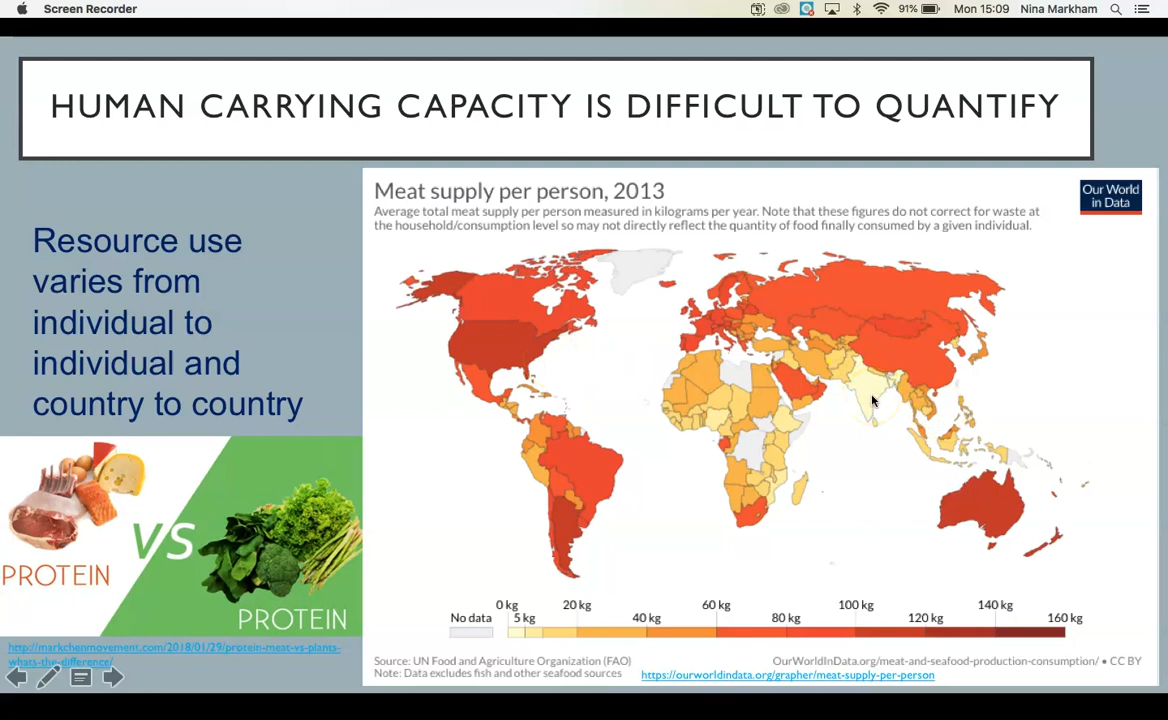 Screen Recorder
91%
Mon 15:09
Nina Markham
HUMAN CARRYING CAPACITY IS DIFFICULT TO QUANTIFY
Resource use
varies from
individual to
individual and
country to country
PROTEIN
VS
PROTEIN
http://markchenmovement.com/2018/01/29/protein-meat-vs-plants-
whats-the-difference/
Meat supply per person, 2013
Our World
in Data
Average total meat supply per person measured in kilograms per year. Note that these figures do not correct for waste at
the household/consumption level so may not directly reflect the quantity of food finally consumed by a given individual.
No data
0 kg
5 kg
20 kg
40 kg
60 kg
80 kg
100 kg
120 kg
140 kg
160 kg
Source: UN Food and Agriculture Organization (FAO)
OurWorldInData.org/meat-and-seafood-production-consumption/ • CC BY
Note: Data excludes fish and other seafood sources
https://ourworldindata.org/grapher/meat-supply-per-person